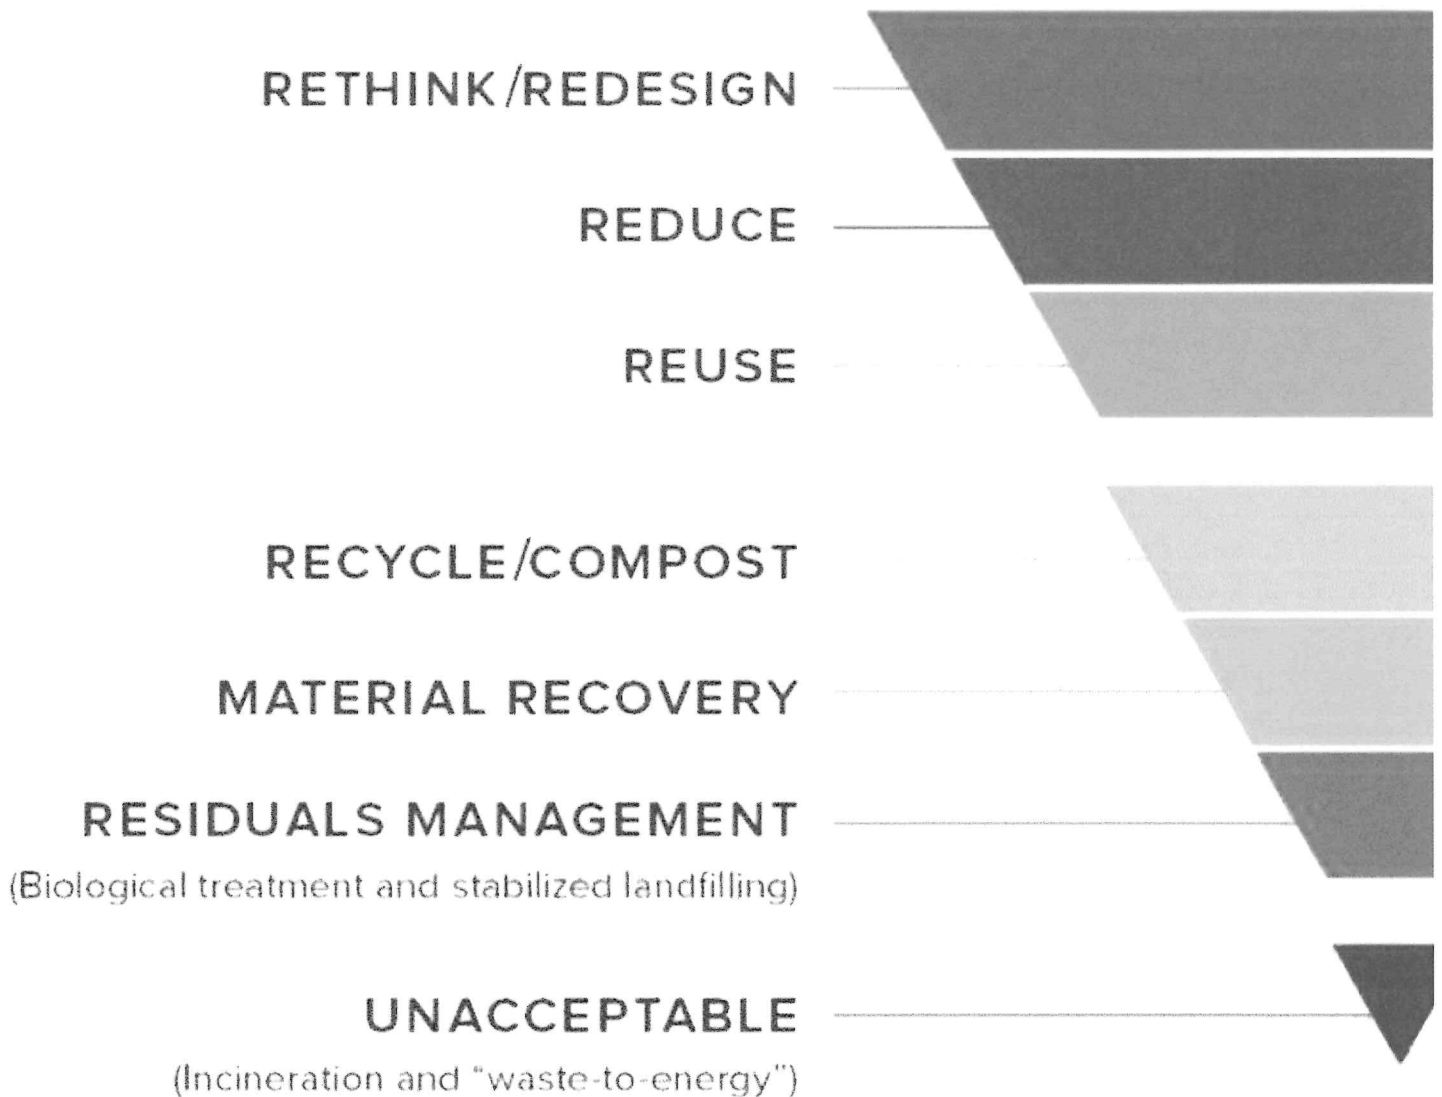 RETHINK/REDESIGN
REDUCE
REUSE
RECYCLE/COMPOST
MATERIAL RECOVERY
RESIDUALS MANAGEMENT
(Biological treatment and stabilized landfilling)
UNACCEPTABLE
(Incineration and “waste-to-energy”)